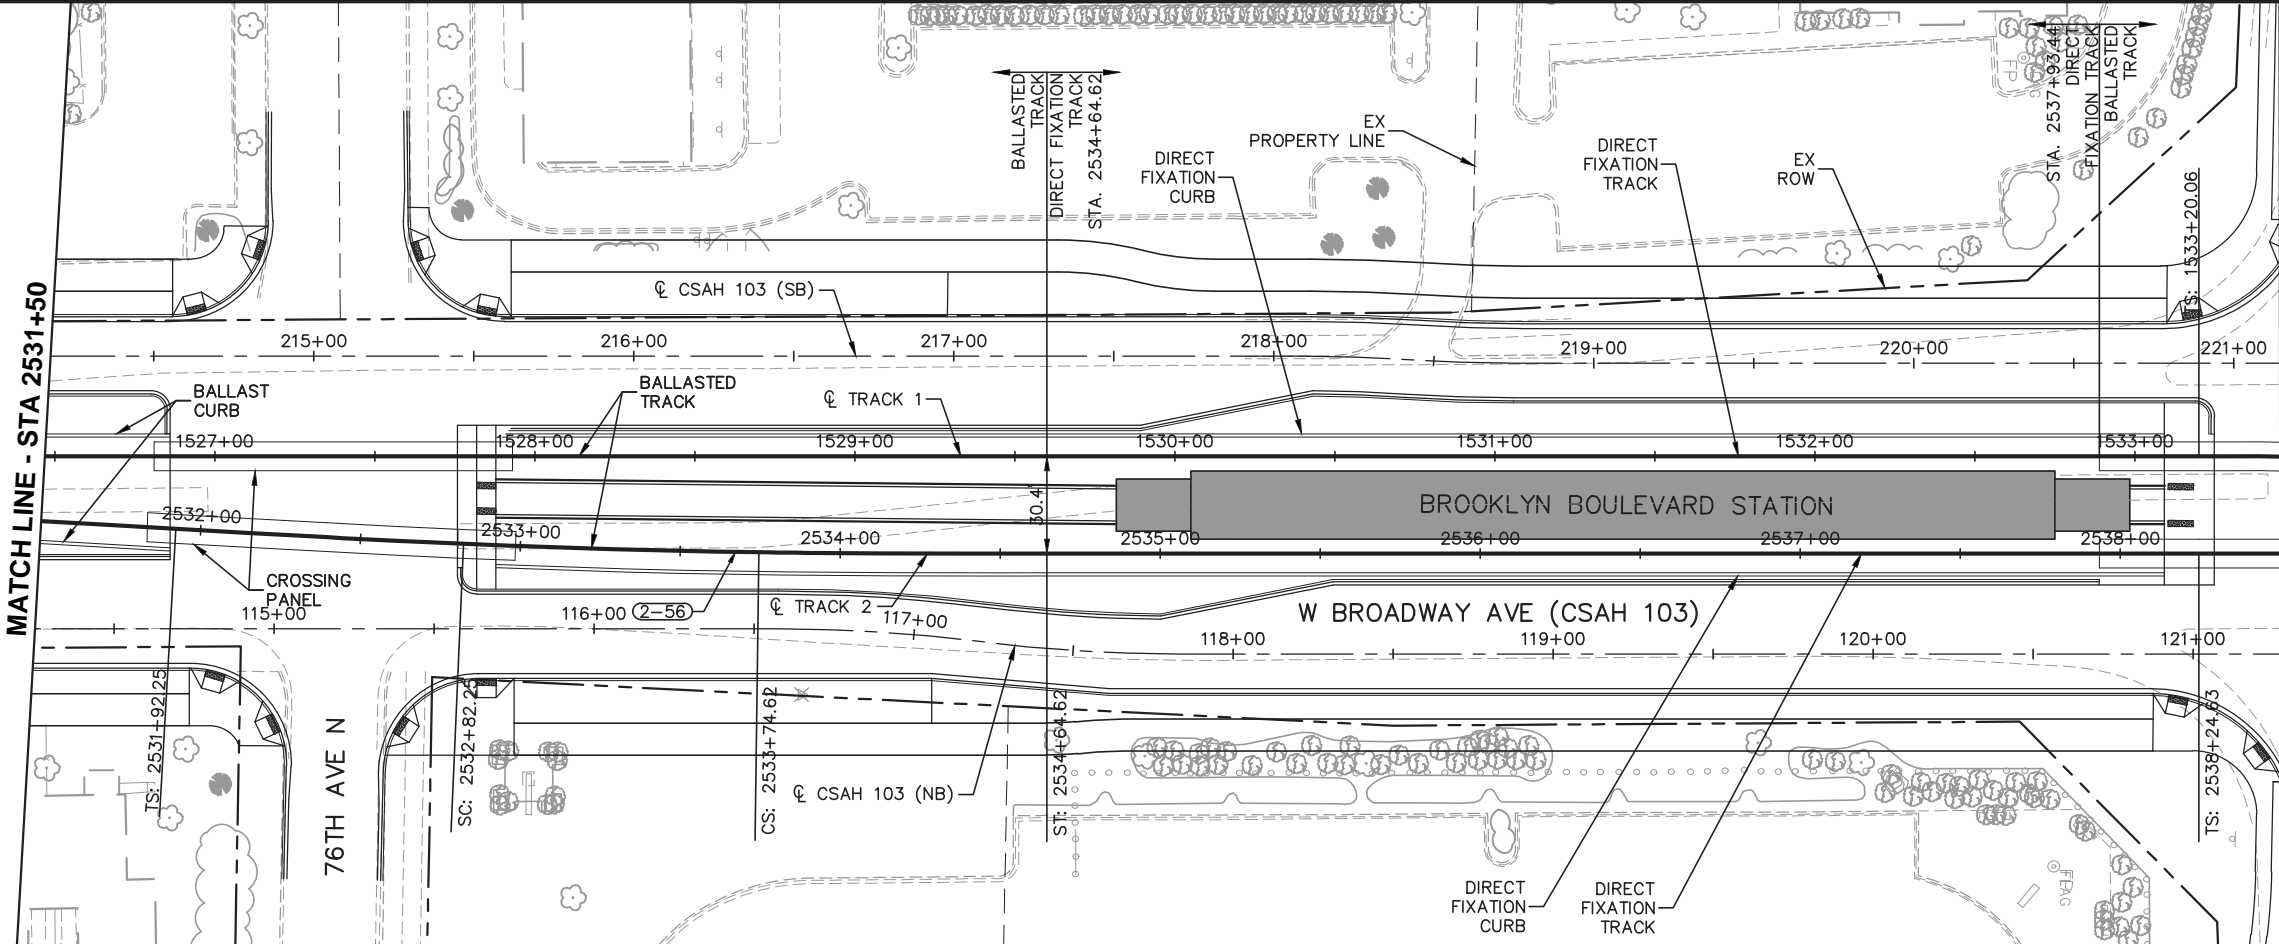 MATCH LINE - STA 2531+50
BALLASTED
TRACK
DIRECT FIXATION
TRACK
STA. 2534+64.62
STA. 2537+93.44
DIRECT
FIXATION TRACK
BALLASTED
TRACK
EX
PROPERTY LINE
DIRECT
FIXATION
CURB
DIRECT
FIXATION
TRACK
EX
ROW
TS: 1533+20.06
℄ CSAH 103 (SB)
215+00
216+00
217+00
218+00
219+00
220+00
221+00
BALLAST
CURB
BALLASTED
TRACK
℄ TRACK 1
1527+00
1528+00
1529+00
1530+00
1531+00
1532+00
1533+00
30.4'
BROOKLYN BOULEVARD STATION
2532+00
2533+00
2534+00
2535+00
2536+00
2537+00
2538+00
CROSSING
PANEL
℄ TRACK 2
2-56
W BROADWAY AVE (CSAH 103)
115+00
116+00
117+00
118+00
119+00
120+00
121+00
TS: 2531+92.25
76TH AVE N
SC: 2532+82.25
CS: 2533+74.62
℄ CSAH 103 (NB)
ST: 2534+64.62
TS: 2538+24.63
DIRECT
FIXATION
CURB
DIRECT
FIXATION
TRACK